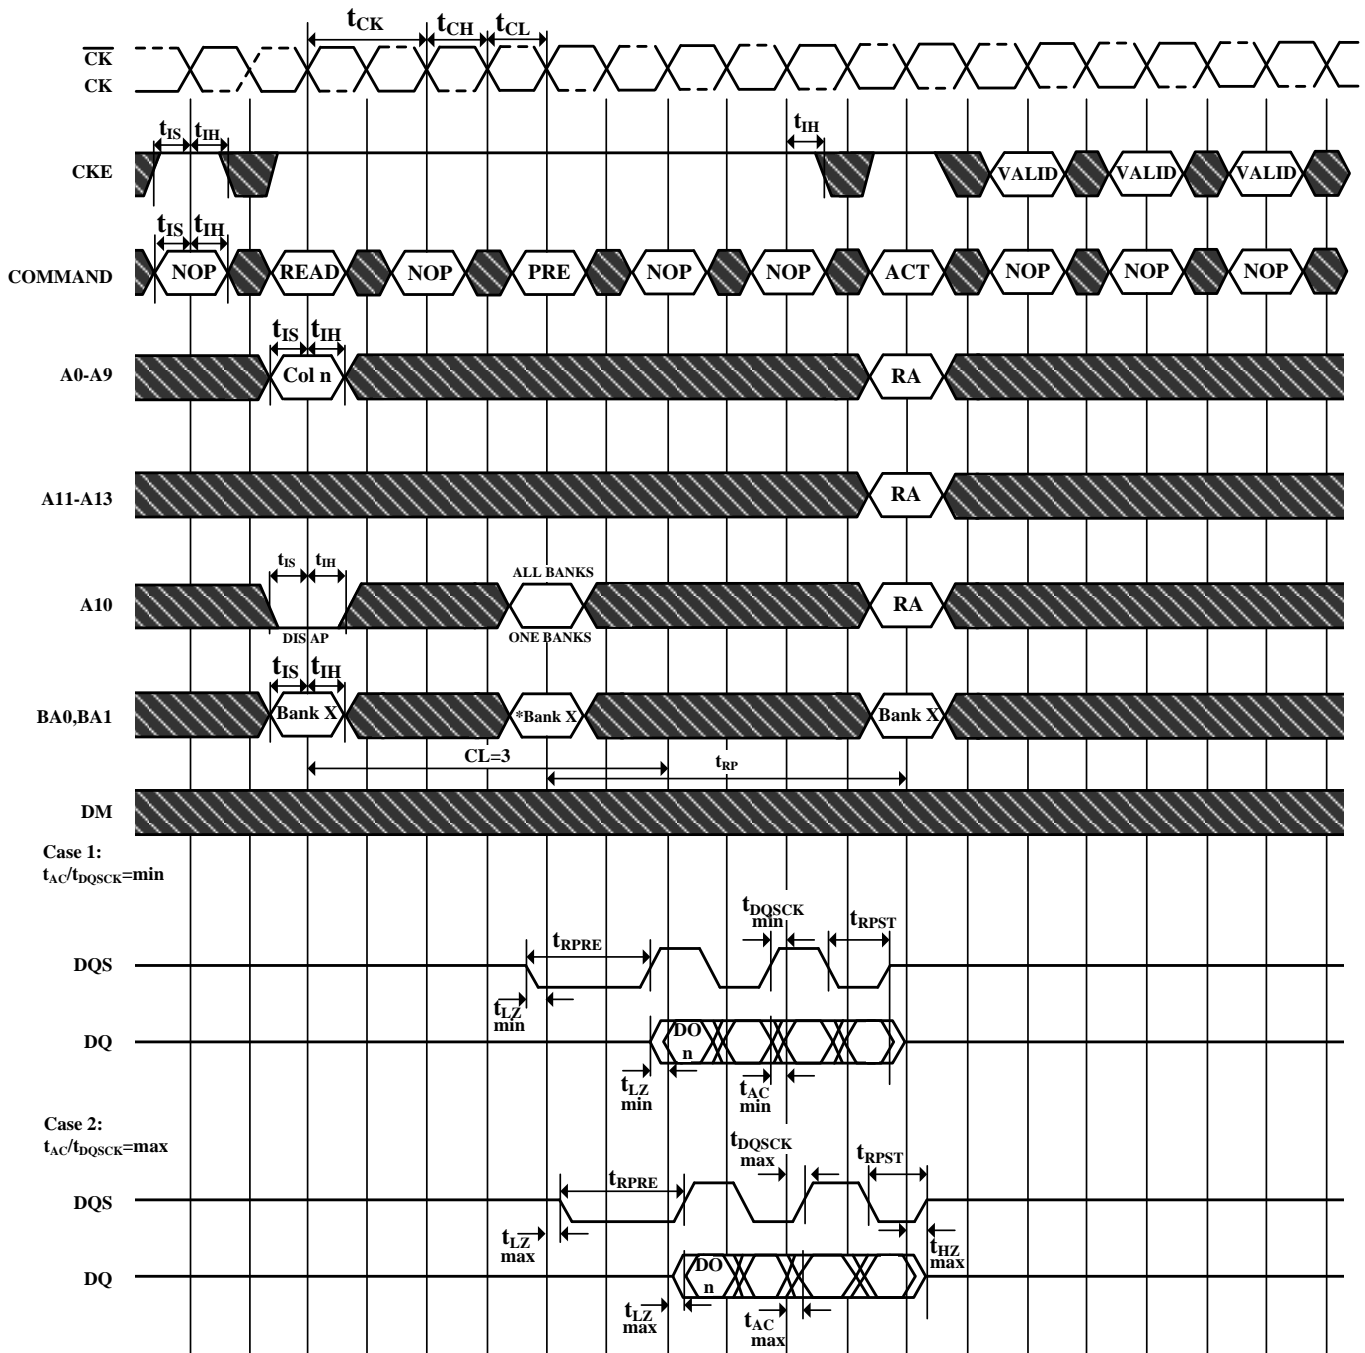 tCK tCH tCL
CK
CK
tIS tIH tIH
CKE VALID VALID VALID
tIS tIH
COMMAND NOP READ NOP PRE NOP NOP ACT NOP NOP NOP
tIS tIH
A0-A9 Col n RA
A11-A13 RA
tIS tIH ALL BANKS
A10 RA
DIS AP ONE BANKS
tIS tIH
BA0,BA1 Bank X *Bank X Bank X
CL=3 tRP
DM
Case 1:
tAC/tDQSCK=min
tDQSCK min tRPST
tRPRE
DQS
tLZ min
DQ DO n
tLZ min tAC min
Case 2:
tAC/tDQSCK=max
tDQSCK max tRPST
tRPRE
DQS
tLZ max tHZ max
DQ DO n
tLZ max tAC max